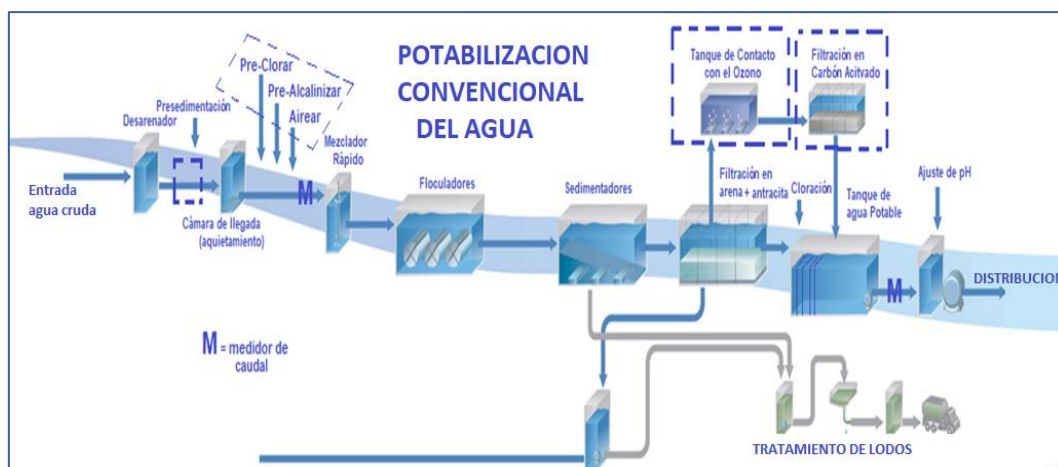 POTABILIZACION
CONVENCIONAL
DEL AGUA
Pre-Clorar
Pre-Alcalinizar
Airear
Presedimentación
Desarenador
Mezclador
Rápido
Entrada
agua cruda
Cámara de llegada
(aquietamiento)
M
Floculadores
Sedimentadores
Tanque de Contacto
con el Ozono
Filtración en
Carbón Acitvado
Filtración en
arena + antracita
Cloración
Tanque de
agua Potable
Ajuste de pH
M
DISTRIBUCION
M = medidor de
caudal
TRATAMIENTO DE LODOS